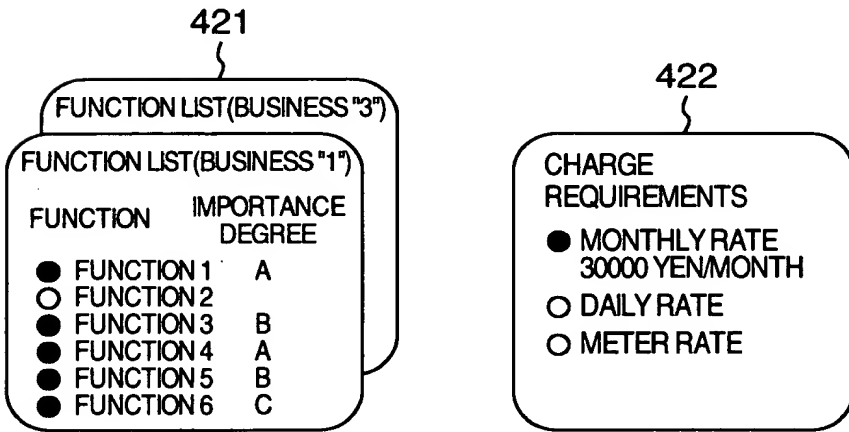 421
FUNCTION LIST(BUSINESS "3")
FUNCTION LIST(BUSINESS "1")
FUNCTION IMPORTANCE DEGREE
FUNCTION 1 A
FUNCTION 2
FUNCTION 3 B
FUNCTION 4 A
FUNCTION 5 B
FUNCTION 6 C
422
CHARGE
REQUIREMENTS
MONTHLY RATE
30000 YEN/MONTH
DAILY RATE
METER RATE